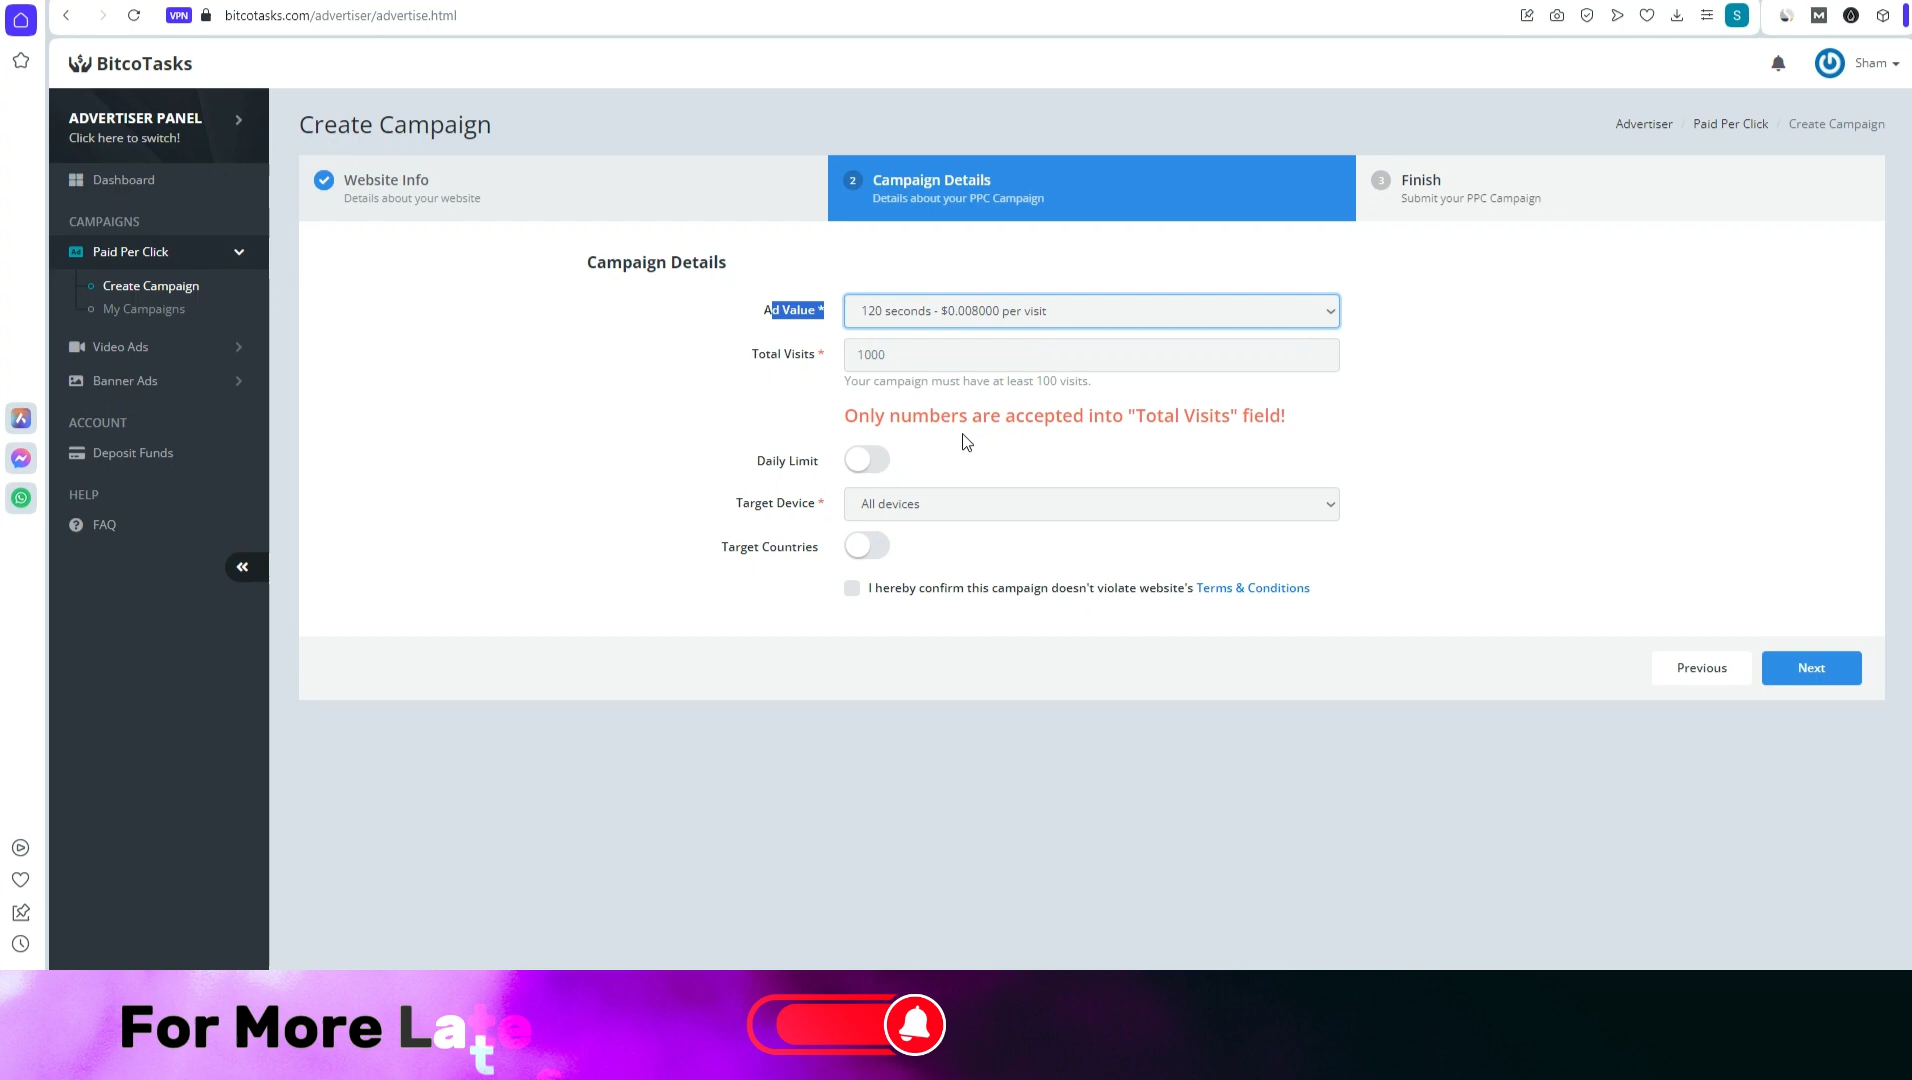 VPN
bitcotasks.com/advertiser/advertise.html
S
M
BitcoTasks
Sham
ADVERTISER PANEL
Click here to switch!
Dashboard
CAMPAIGNS
Ad
Paid Per Click
Create Campaign
My Campaigns
Video Ads
Banner Ads
ACCOUNT
Deposit Funds
HELP
FAQ
Create Campaign
Advertiser / Paid Per Click / Create Campaign
Website Info
Details about your website
2
Campaign Details
Details about your PPC Campaign
3
Finish
Submit your PPC Campaign
Campaign Details
Ad Value *
120 seconds - $0.008000 per visit
Total Visits *
1000
Your campaign must have at least 100 visits.
Only numbers are accepted into "Total Visits" field!
Daily Limit
Target Device *
All devices
Target Countries
I hereby confirm this campaign doesn't violate website's Terms & Conditions
Previous
Next
For More Late